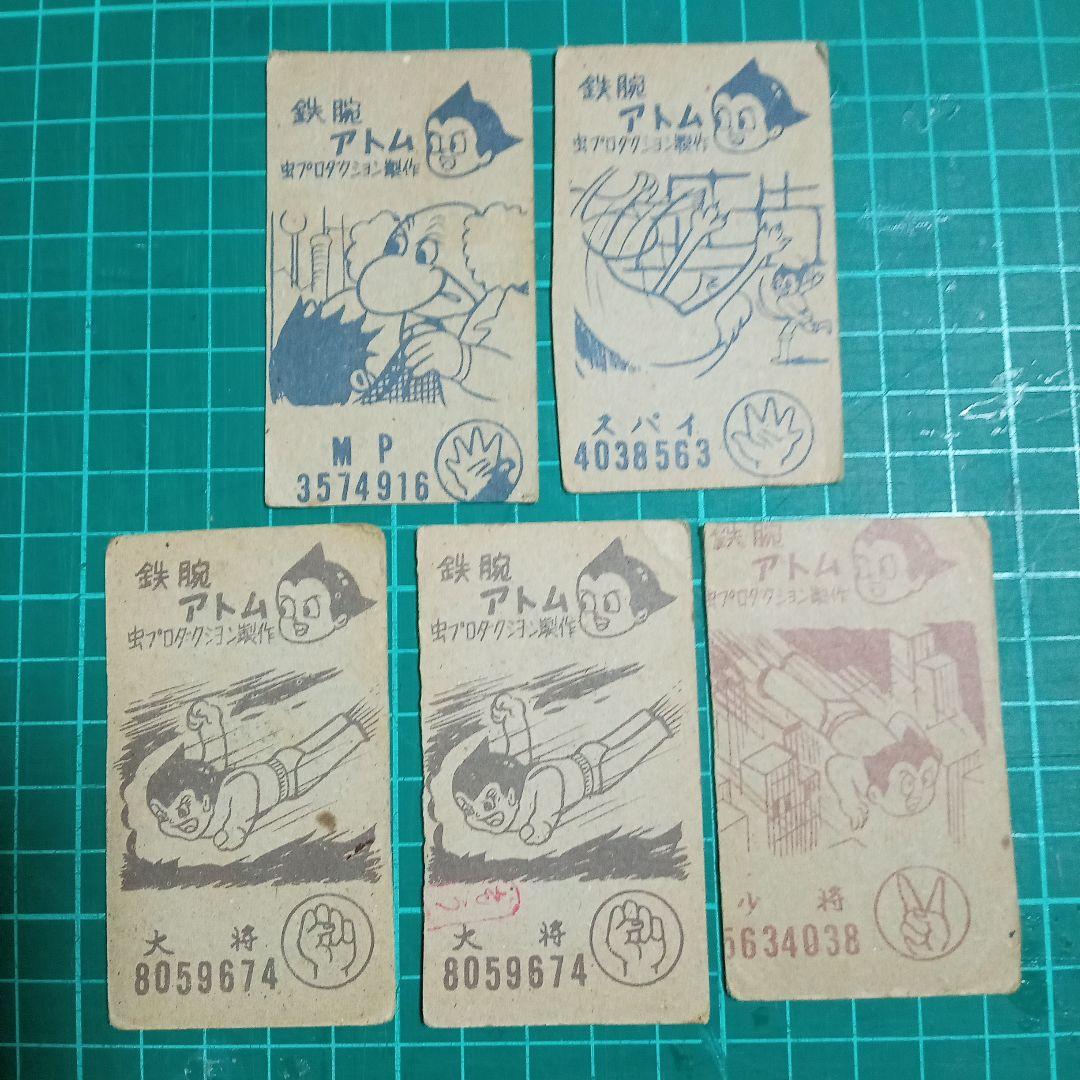 鉄腕
アトム
虫プロダクション製作
M P
3574916
鉄腕
アトム
虫プロダクション製作
スパイ
4038563
鉄腕
アトム
虫プロダクション製作
大将
8059674
鉄腕
アトム
虫プロダクション製作
大将
8059674
鉄腕
アトム
虫プロダクション製作
少将
5634038